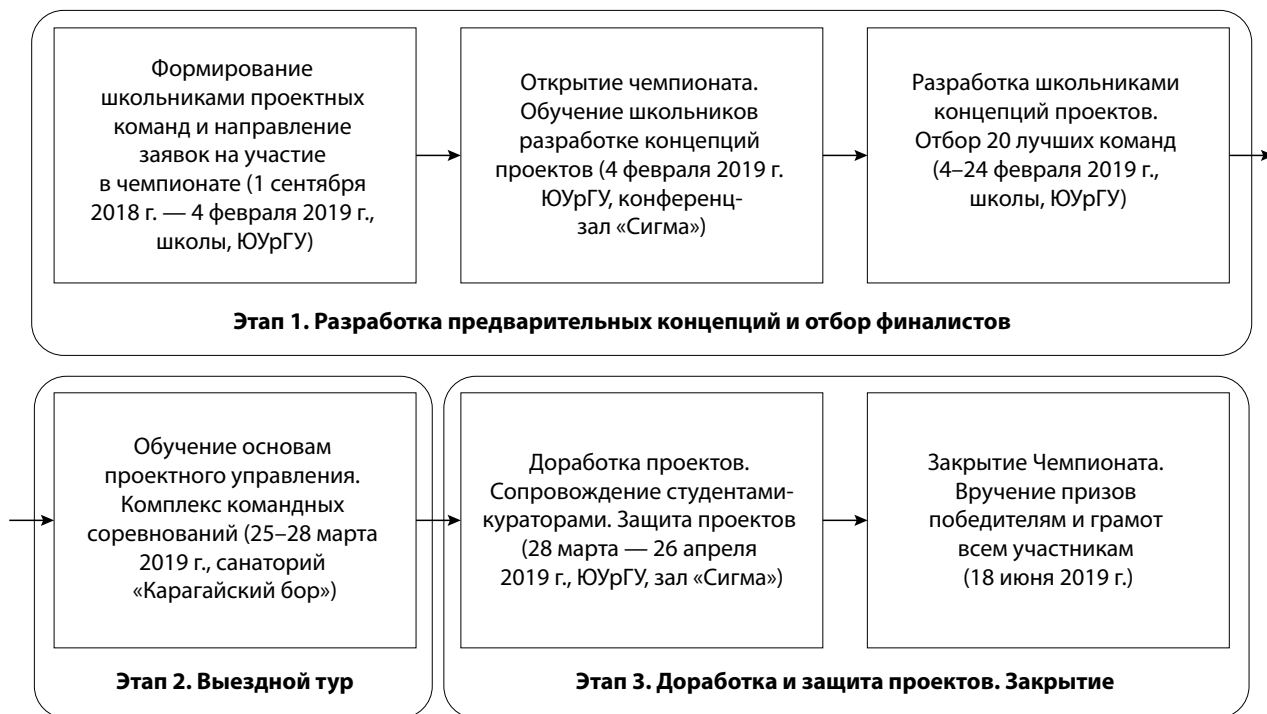 Формирование
школьниками проектных
команд и направление
заявок на участие
в чемпионате (1 сентября
2018 г. — 4 февраля 2019 г.,
школы, ЮУрГУ)
Открытие чемпионата.
Обучение школьников
разработке концепций
проектов (4 февраля 2019 г.
ЮУрГУ, конференц-
зал «Сигма»)
Разработка школьниками
концепций проектов.
Отбор 20 лучших команд
(4–24 февраля 2019 г.,
школы, ЮУрГУ)
Этап 1. Разработка предварительных концепций и отбор финалистов
Обучение основам
проектного управления.
Комплекс командных
соревнований (25–28 марта
2019 г., санаторий
«Карагайский бор»)
Этап 2. Выездной тур
Доработка проектов.
Сопровождение студентами-
кураторами. Защита проектов
(28 марта — 26 апреля
2019 г., ЮУрГУ, зал «Сигма»)
Закрытие Чемпионата.
Вручение призов
победителям и грамот
всем участникам
(18 июня 2019 г.)
Этап 3. Доработка и защита проектов. Закрытие